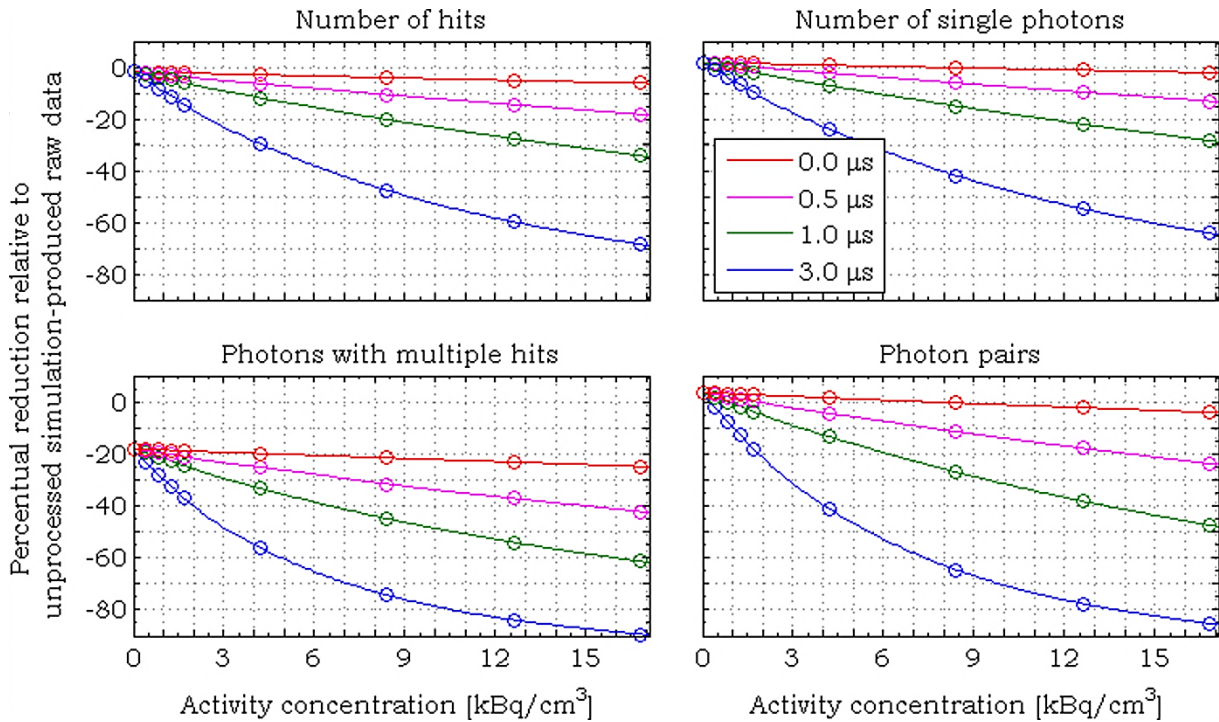 Number of hits
Number of single photons
0
-20
-40
-60
-80
0.0 μs
0.5 μs
1.0 μs
3.0 μs
Percentual reduction relative to
unprocessed simulation-produced raw data
Photons with multiple hits
Photon pairs
0
-20
-40
-60
-80
0 3 6 9 12 15
0 3 6 9 12 15
Activity concentration [kBq/cm³]
Activity concentration [kBq/cm³]